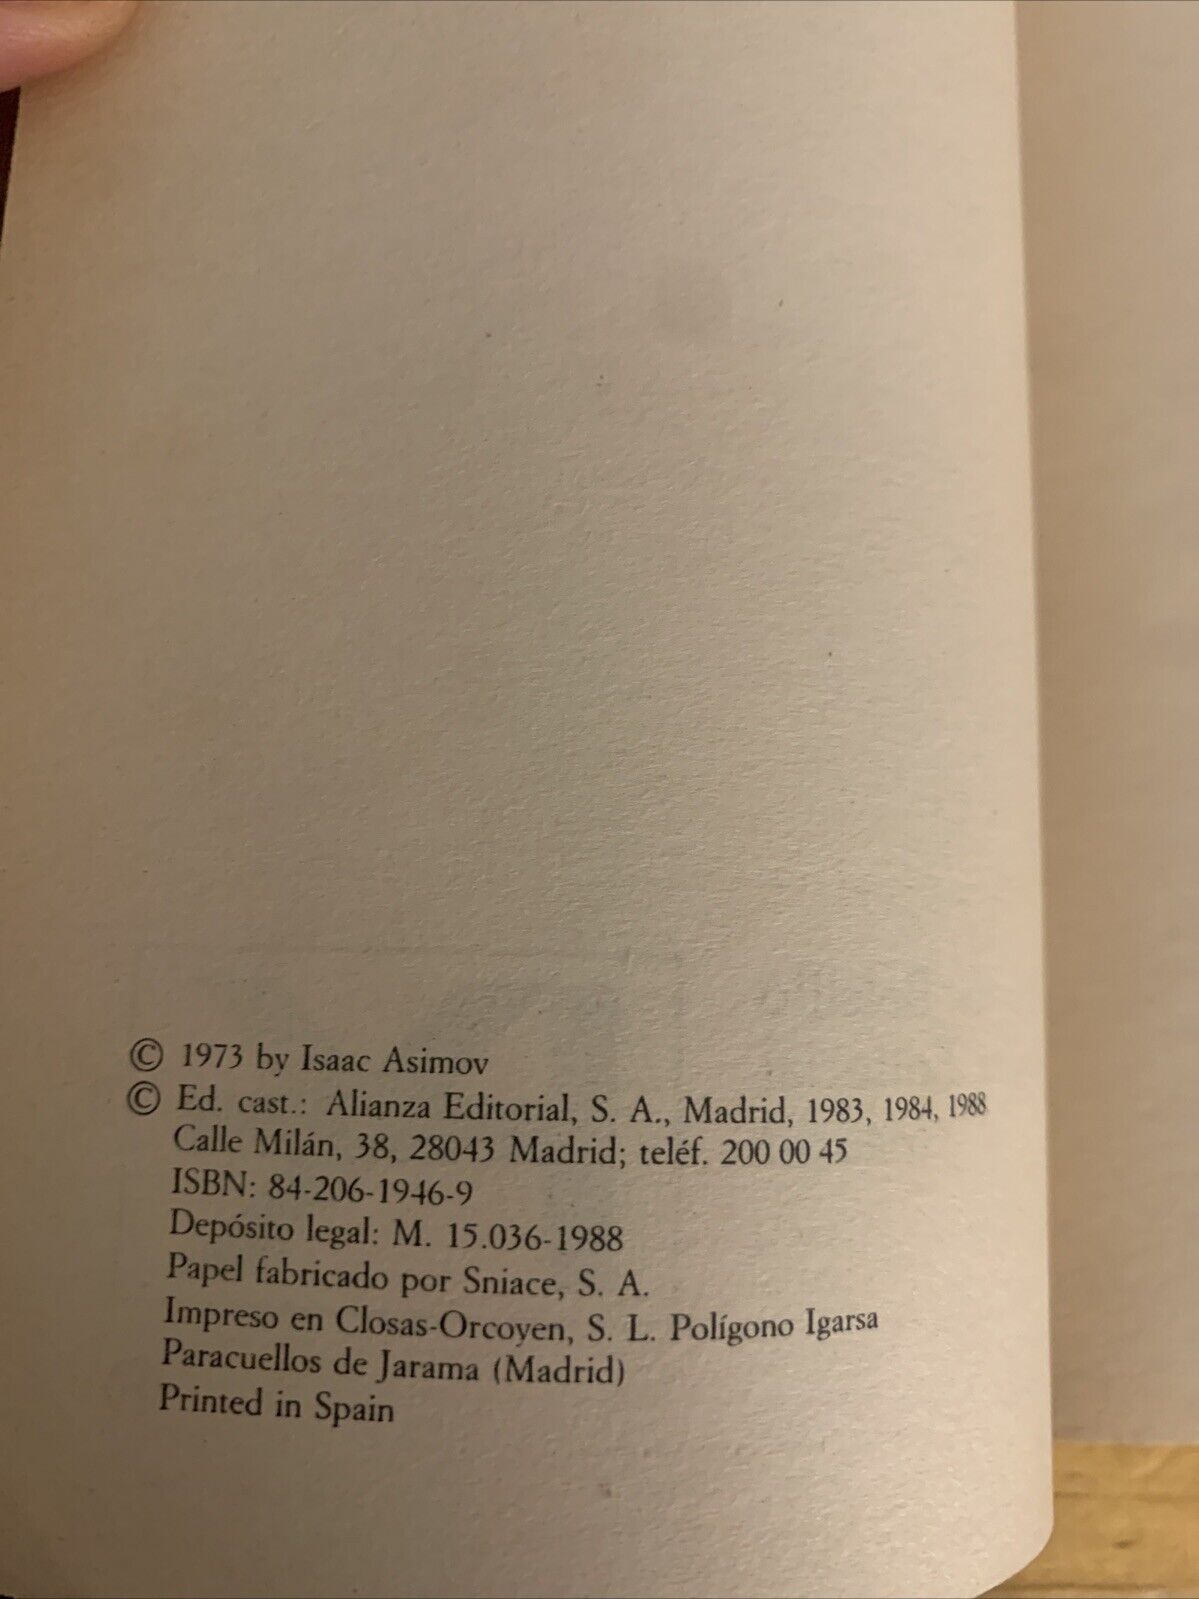 © 1973 by Isaac Asimov
© Ed. cast.: Alianza Editorial, S. A., Madrid, 1983, 1984, 1988
Calle Milán, 38, 28043 Madrid; teléf. 200 00 45
ISBN: 84-206-1946-9
Depósito legal: M. 15.036-1988
Papel fabricado por Sniace, S. A.
Impreso en Closas-Orcoyen, S. L. Polígono Igarsa
Paracuellos de Jarama (Madrid)
Printed in Spain